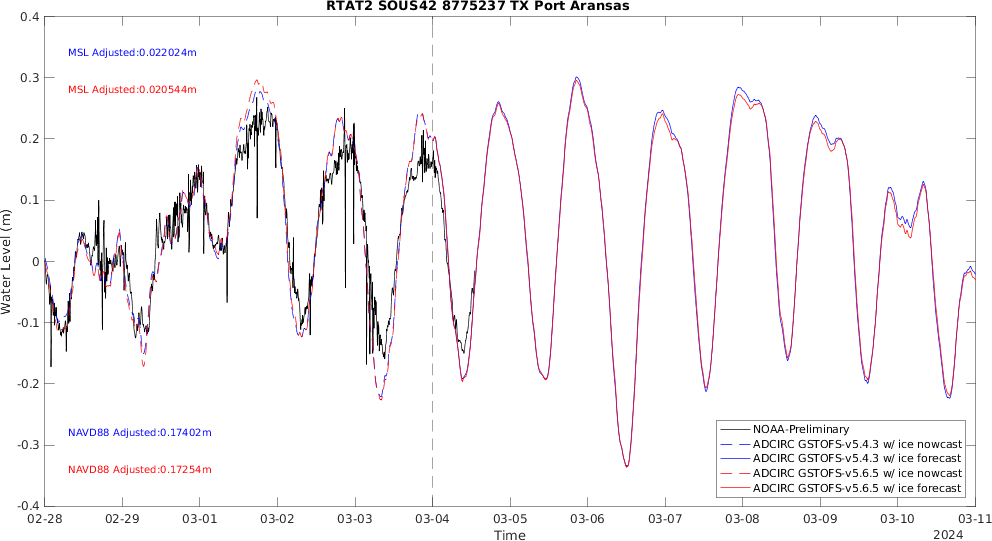 RTAT2 SOUS42 8775237 TX Port Aransas
0.4
0.3
0.2
0.1
0
-0.1
-0.2
-0.3
-0.4
Water Level (m)
MSL Adjusted:0.022024m
MSL Adjusted:0.020544m
NAVD88 Adjusted:0.17402m
NAVD88 Adjusted:0.17254m
NOAA-Preliminary
ADCIRC GSTOFS-v5.4.3 w/ ice nowcast
ADCIRC GSTOFS-v5.4.3 w/ ice forecast
ADCIRC GSTOFS-v5.6.5 w/ ice nowcast
ADCIRC GSTOFS-v5.6.5 w/ ice forecast
02-28 02-29 03-01 03-02 03-03 03-04 03-05 03-06 03-07 03-08 03-09 03-10 03-11
Time
2024